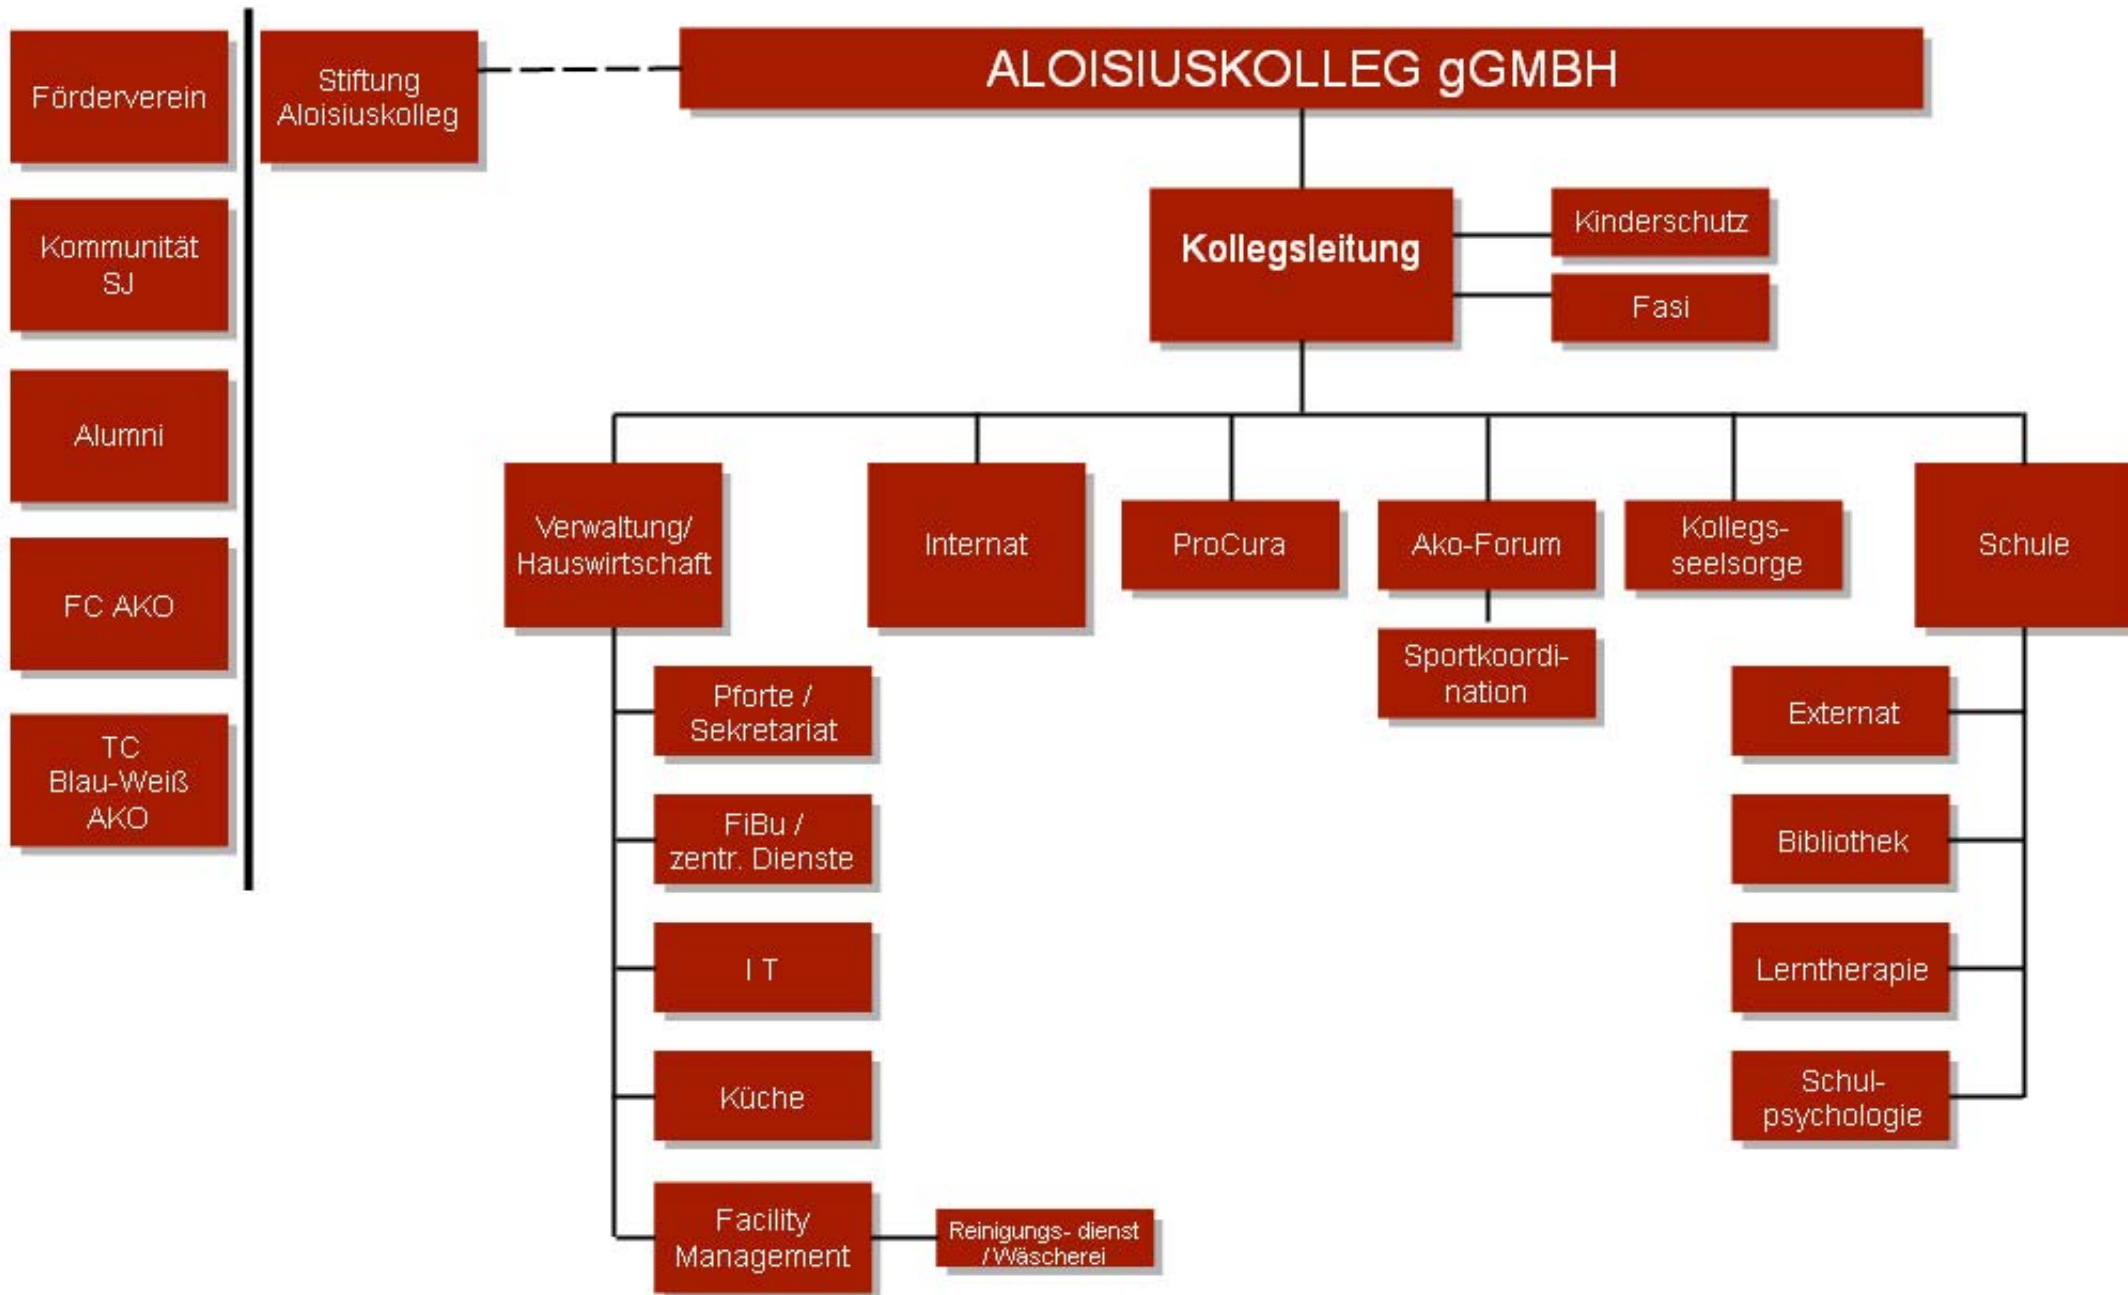 Förderverein
Kommunität
SJ
Alumni
FC AKO
TC
Blau-Weiß
AKO
Stiftung
Aloisiuskolleg
ALOISIUSKOLLEG gGMBH
Kollegsleitung
Kinderschutz
Fasi
Verwaltung/
Hauswirtschaft
Internat
ProCura
Ako-Forum
Kollegs-
seelsorge
Schule
Sportkoordi-
nation
Pforte /
Sekretariat
FiBu /
zentr. Dienste
I T
Küche
Facility
Management
Reinigungs- dienst
/Wäscherei
Externat
Bibliothek
Lerntherapie
Schul-
psychologie